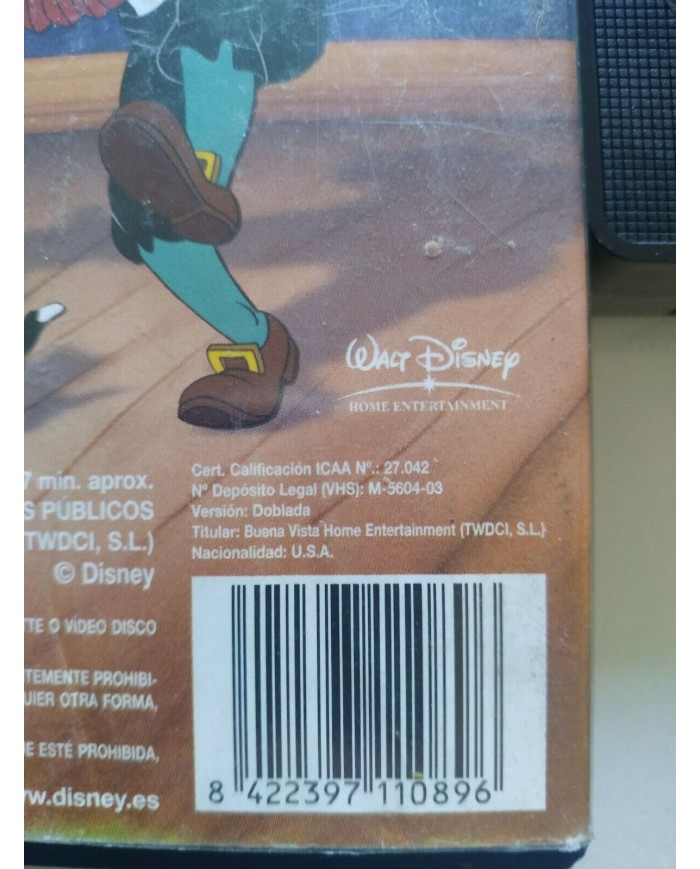 WALT DISNEY
HOME ENTERTAINMENT
Cert. Calificación ICAA Nº.: 27.042
Nº Depósito Legal (VHS): M-5604-03
Versión: Doblada
Titular: Buena Vista Home Entertainment (TWDCI, S.L.)
Nacionalidad: U.S.A.
7 min. aprox.
S PÚBLICOS
TWDCI, S.L.)
© Disney
TE O VÍDEO DISCO
TEMENTE PROHIBI-
UIER OTRA FORMA,
E ESTÉ PROHIBIDA,
w.disney.es
8 422397 110896